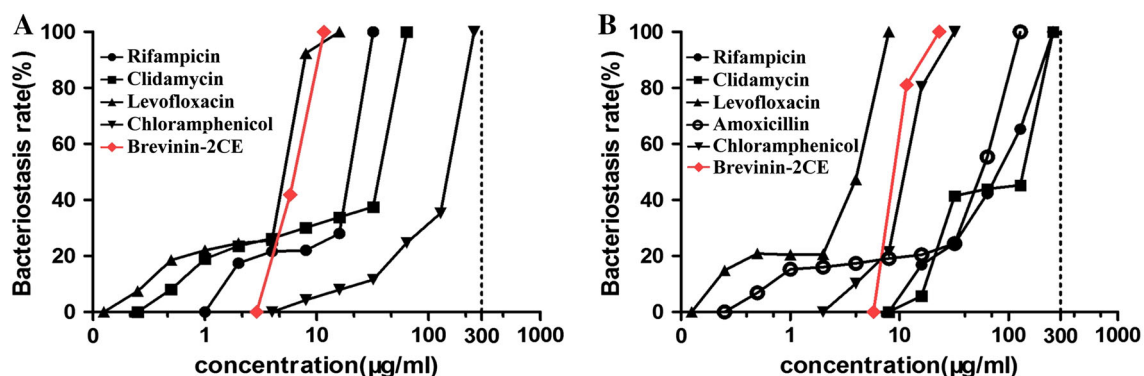 A
Bacteriostasis rate(%)
100
80
60
40
20
0
Rifampicin
Clidamycin
Levofloxacin
Chloramphenicol
Brevinin-2CE
1
10
100
300
1000
concentration(μg/ml)
B
Bacteriostasis rate(%)
100
80
60
40
20
0
Rifampicin
Clidamycin
Levofloxacin
Amoxicillin
Chloramphenicol
Brevinin-2CE
1
10
100
300
1000
concentration(μg/ml)